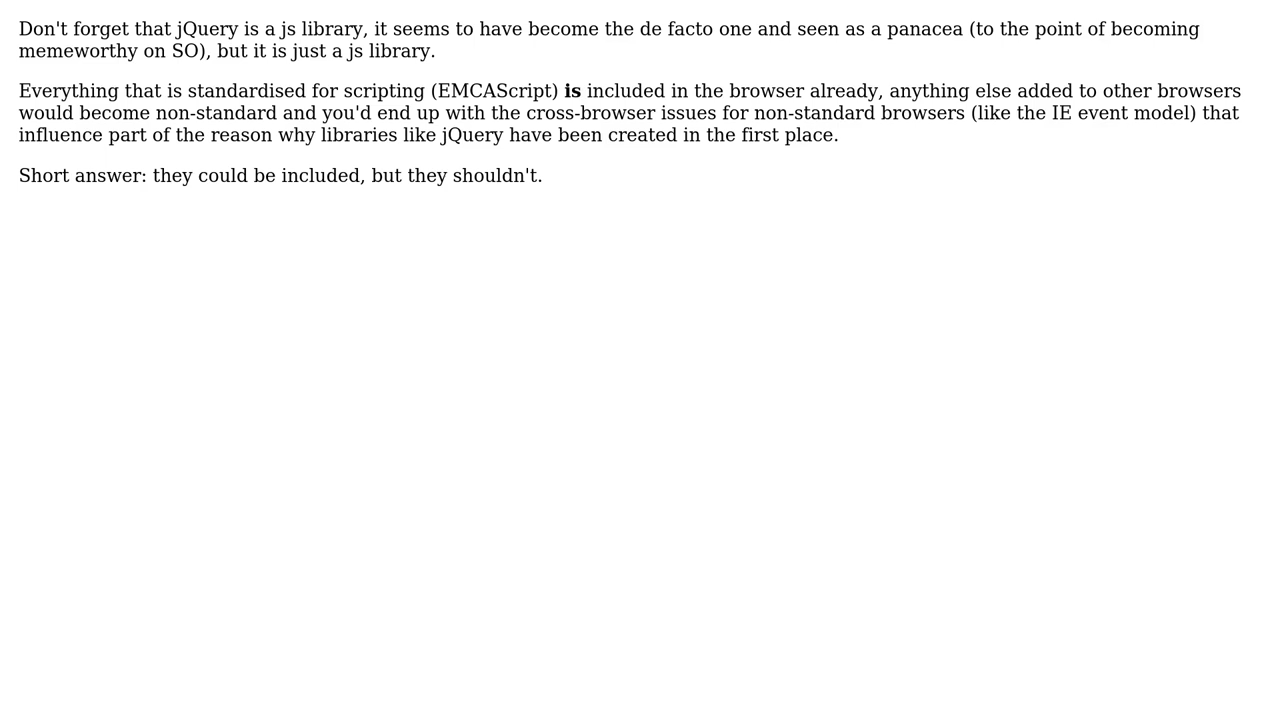 Don't forget that jQuery is a js library, it seems to have become the de facto one and seen as a panacea (to the point of becoming
memeworthy on SO), but it is just a js library.
Everything that is standardised for scripting (EMCAScript) is included in the browser already, anything else added to other browsers
would become non-standard and you'd end up with the cross-browser issues for non-standard browsers (like the IE event model) that
influence part of the reason why libraries like jQuery have been created in the first place.
Short answer: they could be included, but they shouldn't.